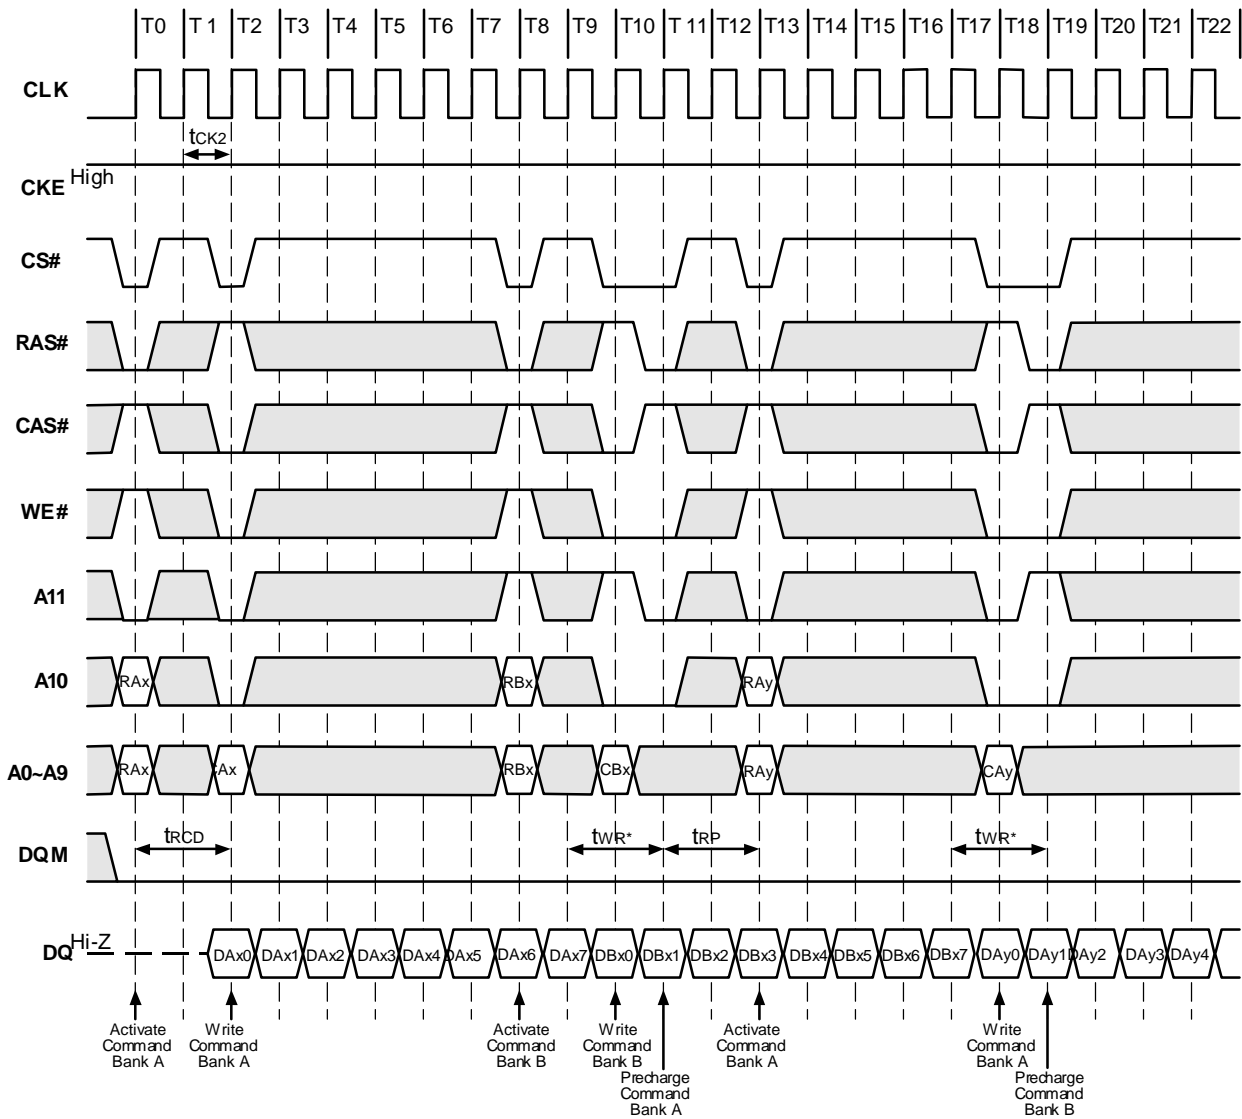 T0 T1 T2 T3 T4 T5 T6 T7 T8 T9 T10 T11 T12 T13 T14 T15 T16 T17 T18 T19 T20 T21 T22
CLK
tCK2
CKE High
CS#
RAS#
CAS#
WE#
A11
A10 RAx RBx RAy
A0~A9 RAx Ax RBx CBx RAy CAy
DQM tRCD tWR* tRP tWR*
DQ Hi-Z DAx0 DAx1 DAx2 DAx3 DAx4 DAx5 DAx6 DAx7 DBx0 DBx1 DBx2 DBx3 DBx4 DBx5 DBx6 DBx7 DAy0 DAy1 DAy2 DAy3 DAy4
Activate
Command
Bank A
Write
Command
Bank A
Activate
Command
Bank B
Write
Command
Bank B
Precharge
Command
Bank A
Activate
Command
Bank A
Write
Command
Bank A
Precharge
Command
Bank B